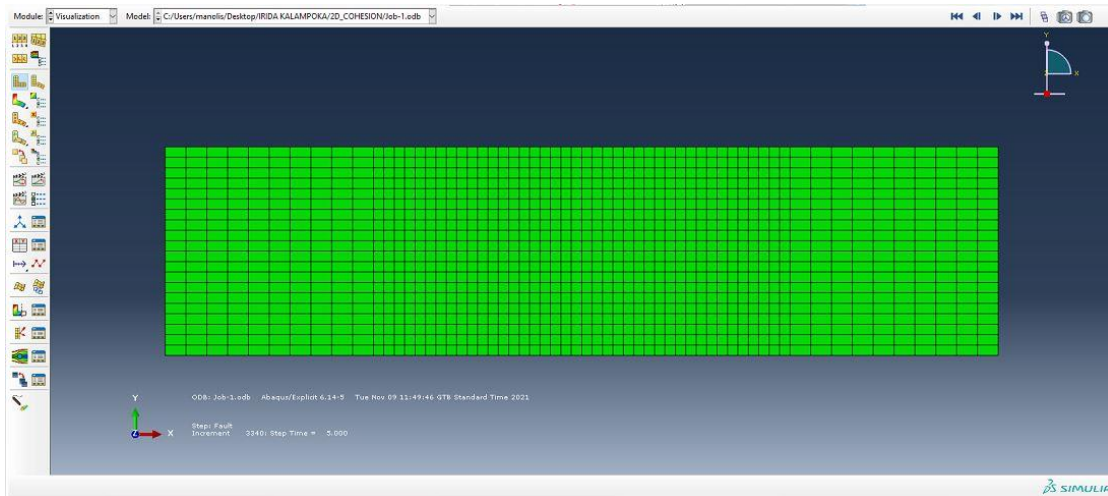 Module: Visualization Model: C:/Users/manolis/Desktop/IRIDA KALAMPOKA/2D_COHESION/Job-1.odb
Y
X
Y
ODB: Job-1.odb Abaqus/Explicit 6.14-5 Tue Nov 09 11:49:46 GTB Standard Time 2021
Z X
Step: Fault
Increment 3340: Step Time = 5.000
SIMULIA